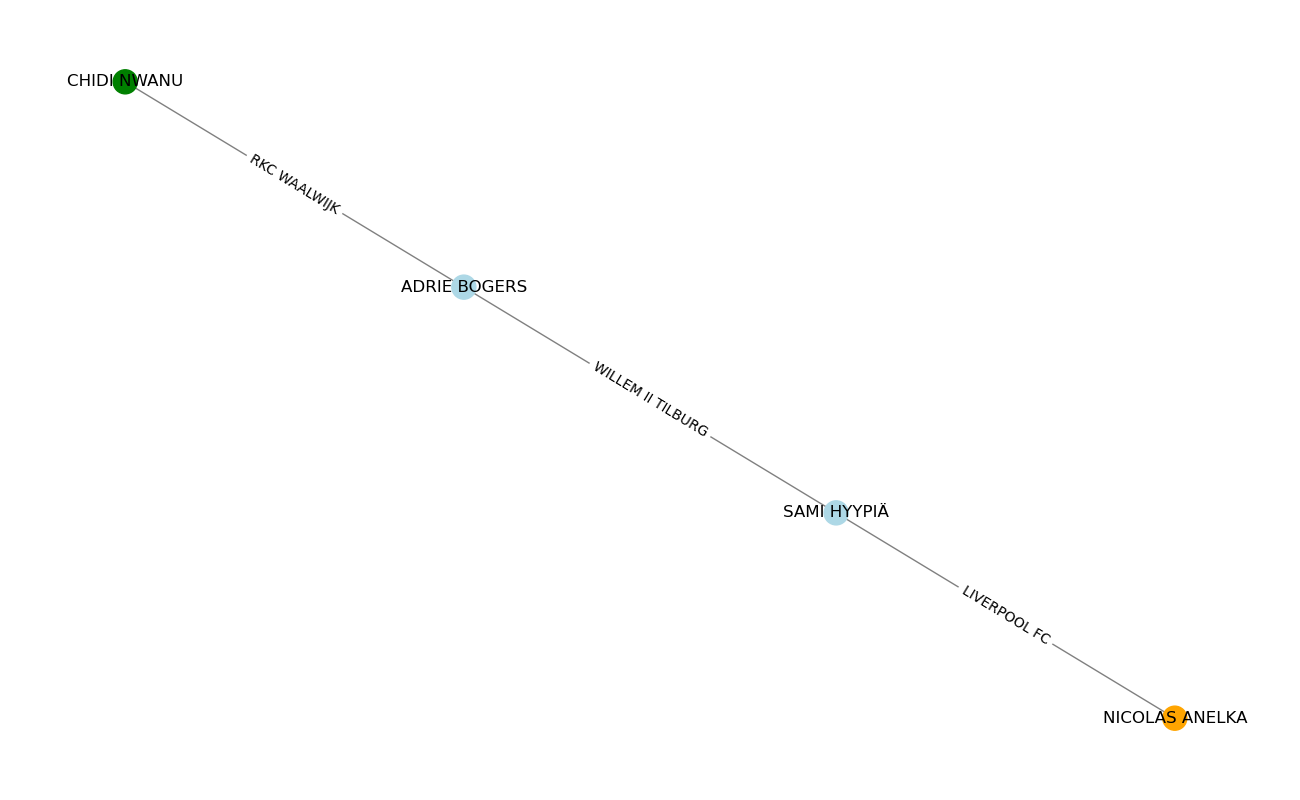 CHIDI NWANU
RKC WAALWIJK
ADRIE BOGERS
WILLEM II TILBURG
SAMI HYYPIÄ
LIVERPOOL FC
NICOLAS ANELKA